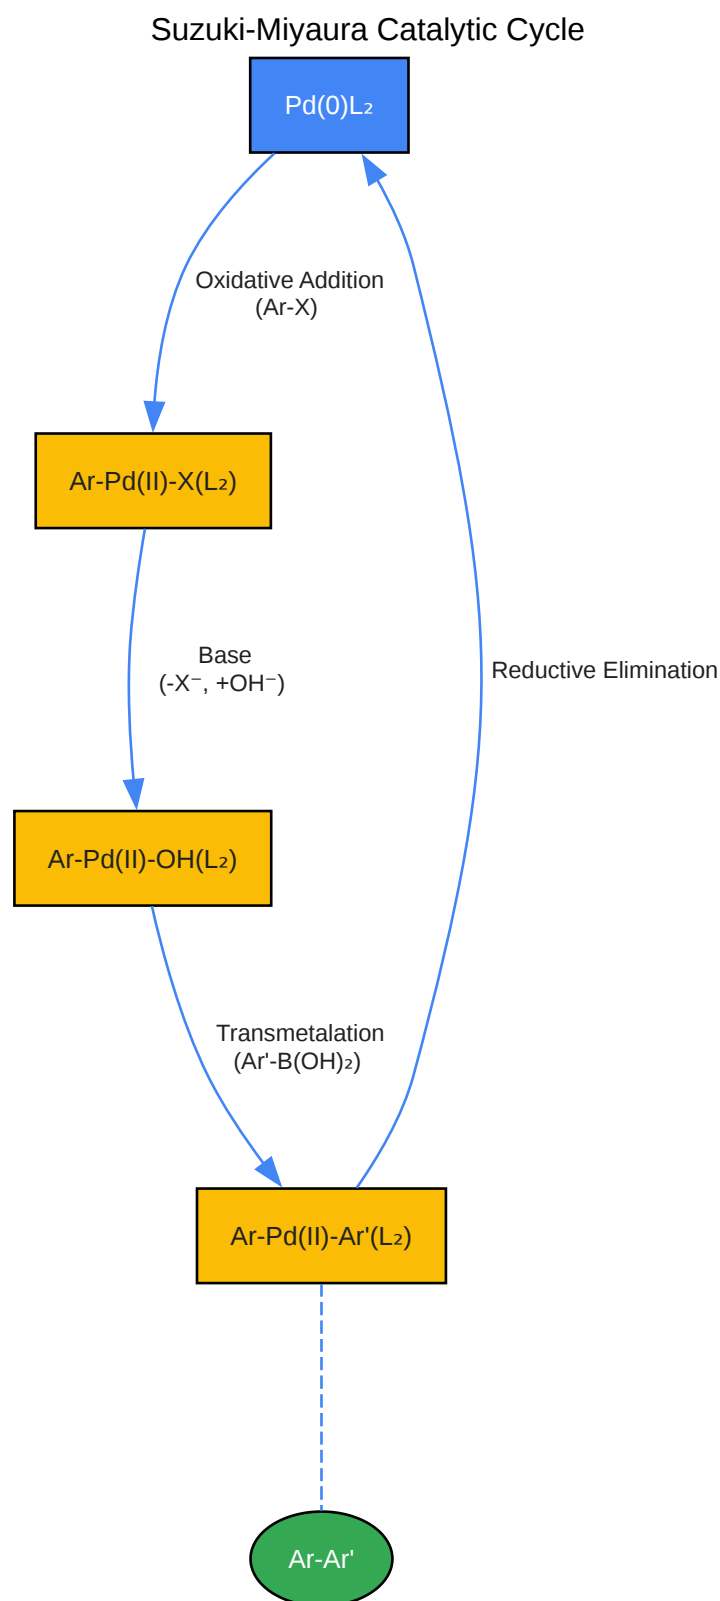 Suzuki-Miyaura Catalytic Cycle
Pd(0)L₂
Oxidative Addition
(Ar-X)
Ar-Pd(II)-X(L₂)
Base
(-X⁻, +OH⁻)
Reductive Elimination
Ar-Pd(II)-OH(L₂)
Transmetalation
(Ar'-B(OH)₂)
Ar-Pd(II)-Ar'(L₂)
Ar-Ar'